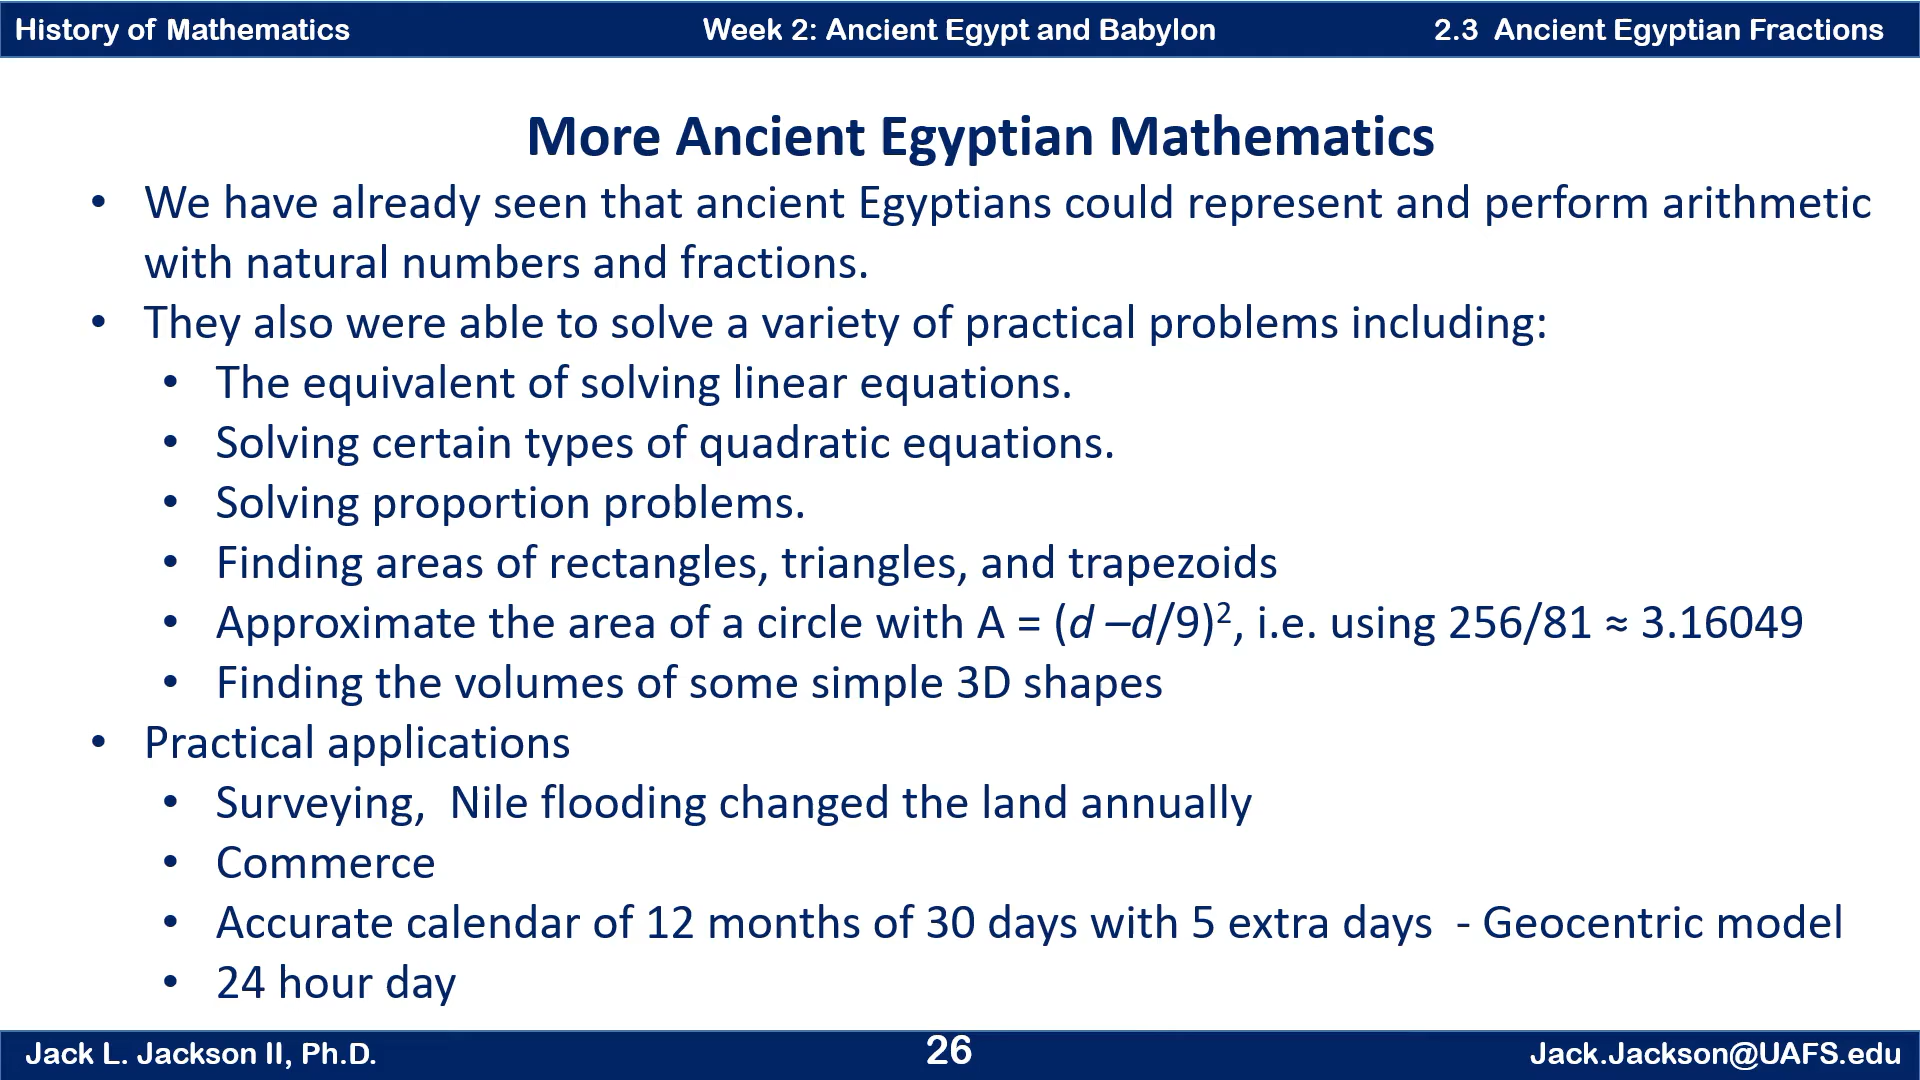 History of Mathematics
Week 2: Ancient Egypt and Babylon
2.3 Ancient Egyptian Fractions
More Ancient Egyptian Mathematics
• We have already seen that ancient Egyptians could represent and perform arithmetic
with natural numbers and fractions.
• They also were able to solve a variety of practical problems including:
• The equivalent of solving linear equations.
• Solving certain types of quadratic equations.
• Solving proportion problems.
• Finding areas of rectangles, triangles, and trapezoids
• Approximate the area of a circle with A = (d –d/9)², i.e. using 256/81 ≈ 3.16049
• Finding the volumes of some simple 3D shapes
• Practical applications
• Surveying,  Nile flooding changed the land annually
• Commerce
• Accurate calendar of 12 months of 30 days with 5 extra days  - Geocentric model
• 24 hour day
Jack L. Jackson II, Ph.D.
26
Jack.Jackson@UAFS.edu